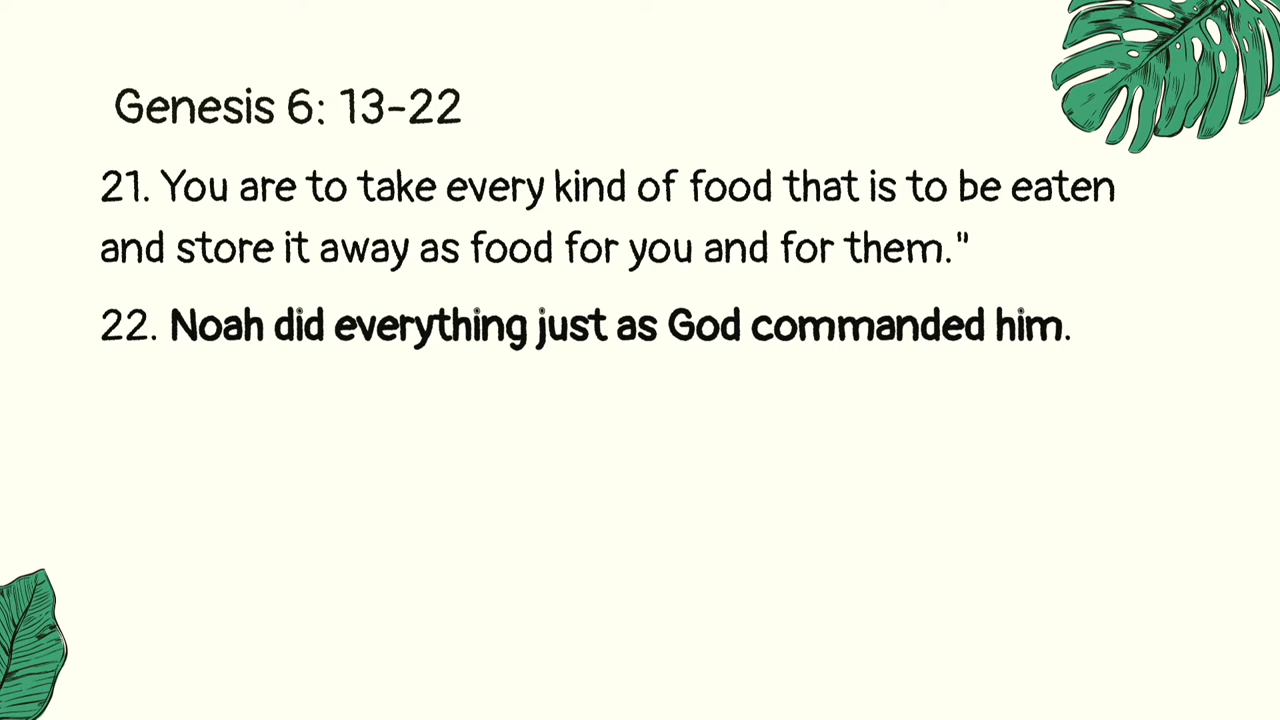 Genesis 6: 13-22
21. You are to take every kind of food that is to be eaten
and store it away as food for you and for them."
22. Noah did everything just as God commanded him.